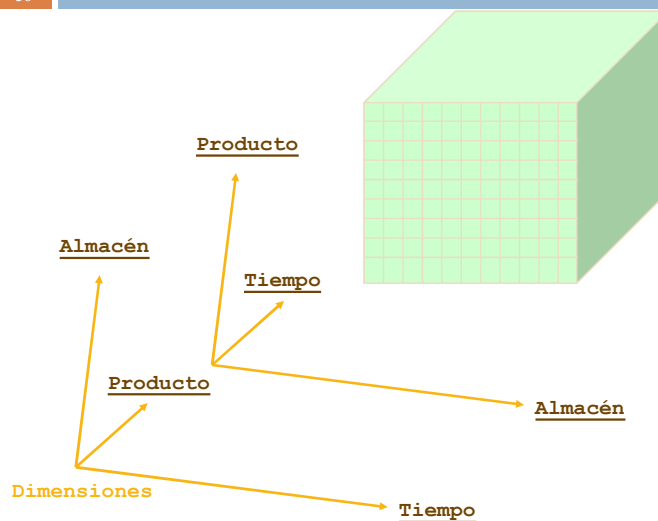 Producto
Almacén
Tiempo
Producto
Almacén
Dimensiones
Tiempo